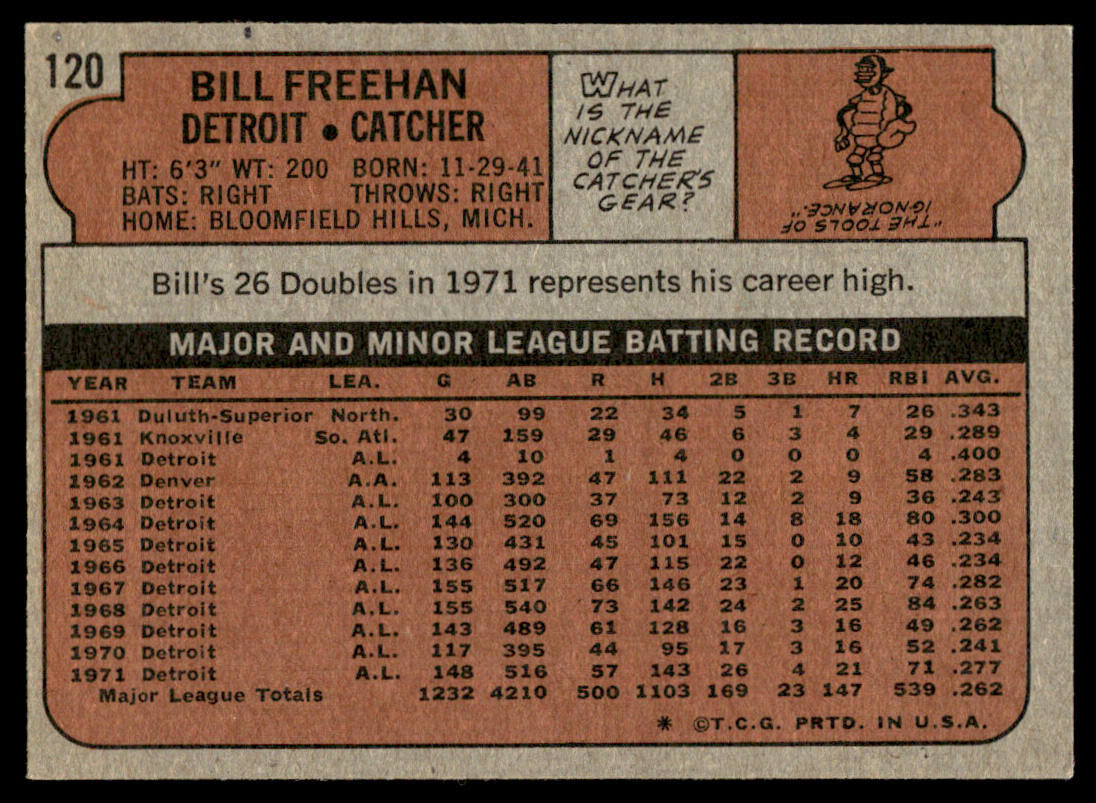 120
BILL FREEHAN
DETROIT • CATCHER
HT: 6'3" WT: 200 BORN: 11-29-41
BATS: RIGHT THROWS: RIGHT
HOME: BLOOMFIELD HILLS, MICH.
WHAT
IS THE
NICKNAME
OF THE
CATCHER'S
GEAR?
"THE TOOLS OF
IGNORANCE."
Bill's 26 Doubles in 1971 represents his career high.
MAJOR AND MINOR LEAGUE BATTING RECORD
YEAR TEAM LEA. G AB R H 2B 3B HR RBI AVG.
1961 Duluth-Superior North. 30 99 22 34 5 1 7 26 .343
1961 Knoxville So. Atl. 47 159 29 46 6 3 4 29 .289
1961 Detroit A.L. 4 10 1 4 0 0 0 4 .400
1962 Denver A.A. 113 392 47 111 22 2 9 58 .283
1963 Detroit A.L. 100 300 37 73 12 2 9 36 .243
1964 Detroit A.L. 144 520 69 156 14 8 18 80 .300
1965 Detroit A.L. 130 431 45 101 15 0 10 43 .234
1966 Detroit A.L. 136 492 47 115 22 0 12 46 .234
1967 Detroit A.L. 155 517 66 146 23 1 20 74 .282
1968 Detroit A.L. 155 540 73 142 24 2 25 84 .263
1969 Detroit A.L. 143 489 61 128 16 3 16 49 .262
1970 Detroit A.L. 117 395 44 95 17 3 16 52 .241
1971 Detroit A.L. 148 516 57 143 26 4 21 71 .277
Major League Totals 1232 4210 500 1103 169 23 147 539 .262
* ©T.C.G. PRTD. IN U.S.A.